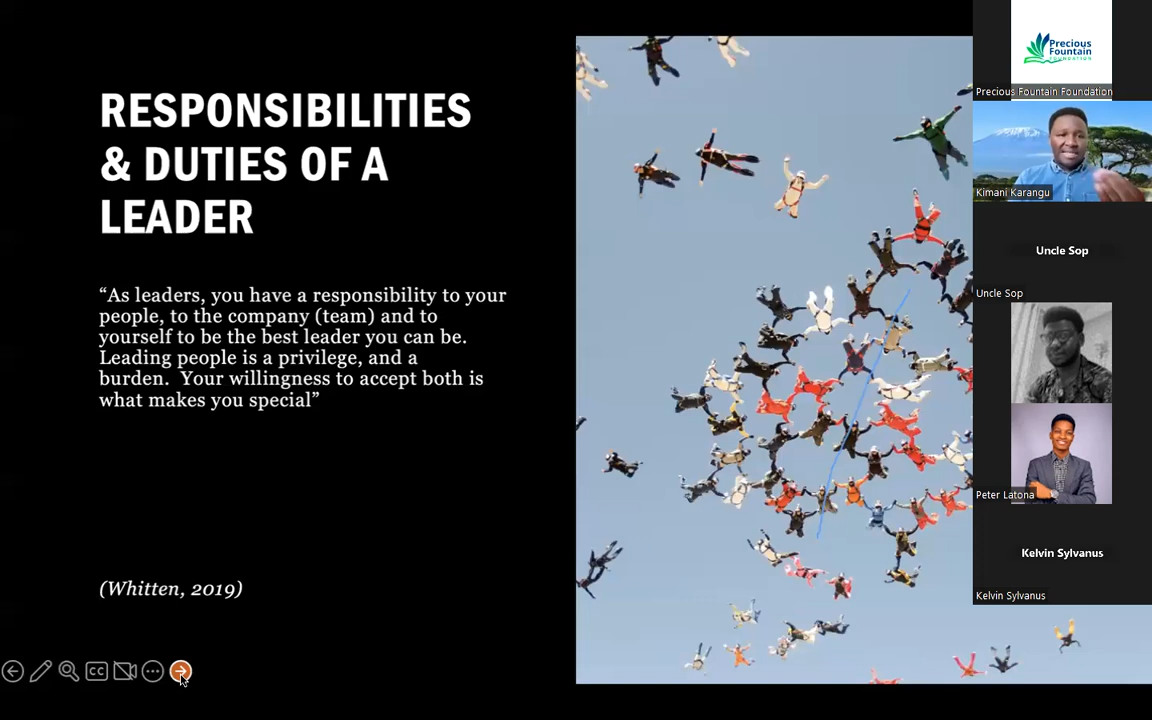 RESPONSIBILITIES
& DUTIES OF A
LEADER
“As leaders, you have a responsibility to your
people, to the company (team) and to
yourself to be the best leader you can be.
Leading people is a privilege, and a
burden.  Your willingness to accept both is
what makes you special”
(Whitten, 2019)
CC
Precious
Fountain
FOUNDATION
Precious Fountain Foundation
Kimani Karangu
Uncle Sop
Uncle Sop
Peter Latona
Kelvin Sylvanus
Kelvin Sylvanus